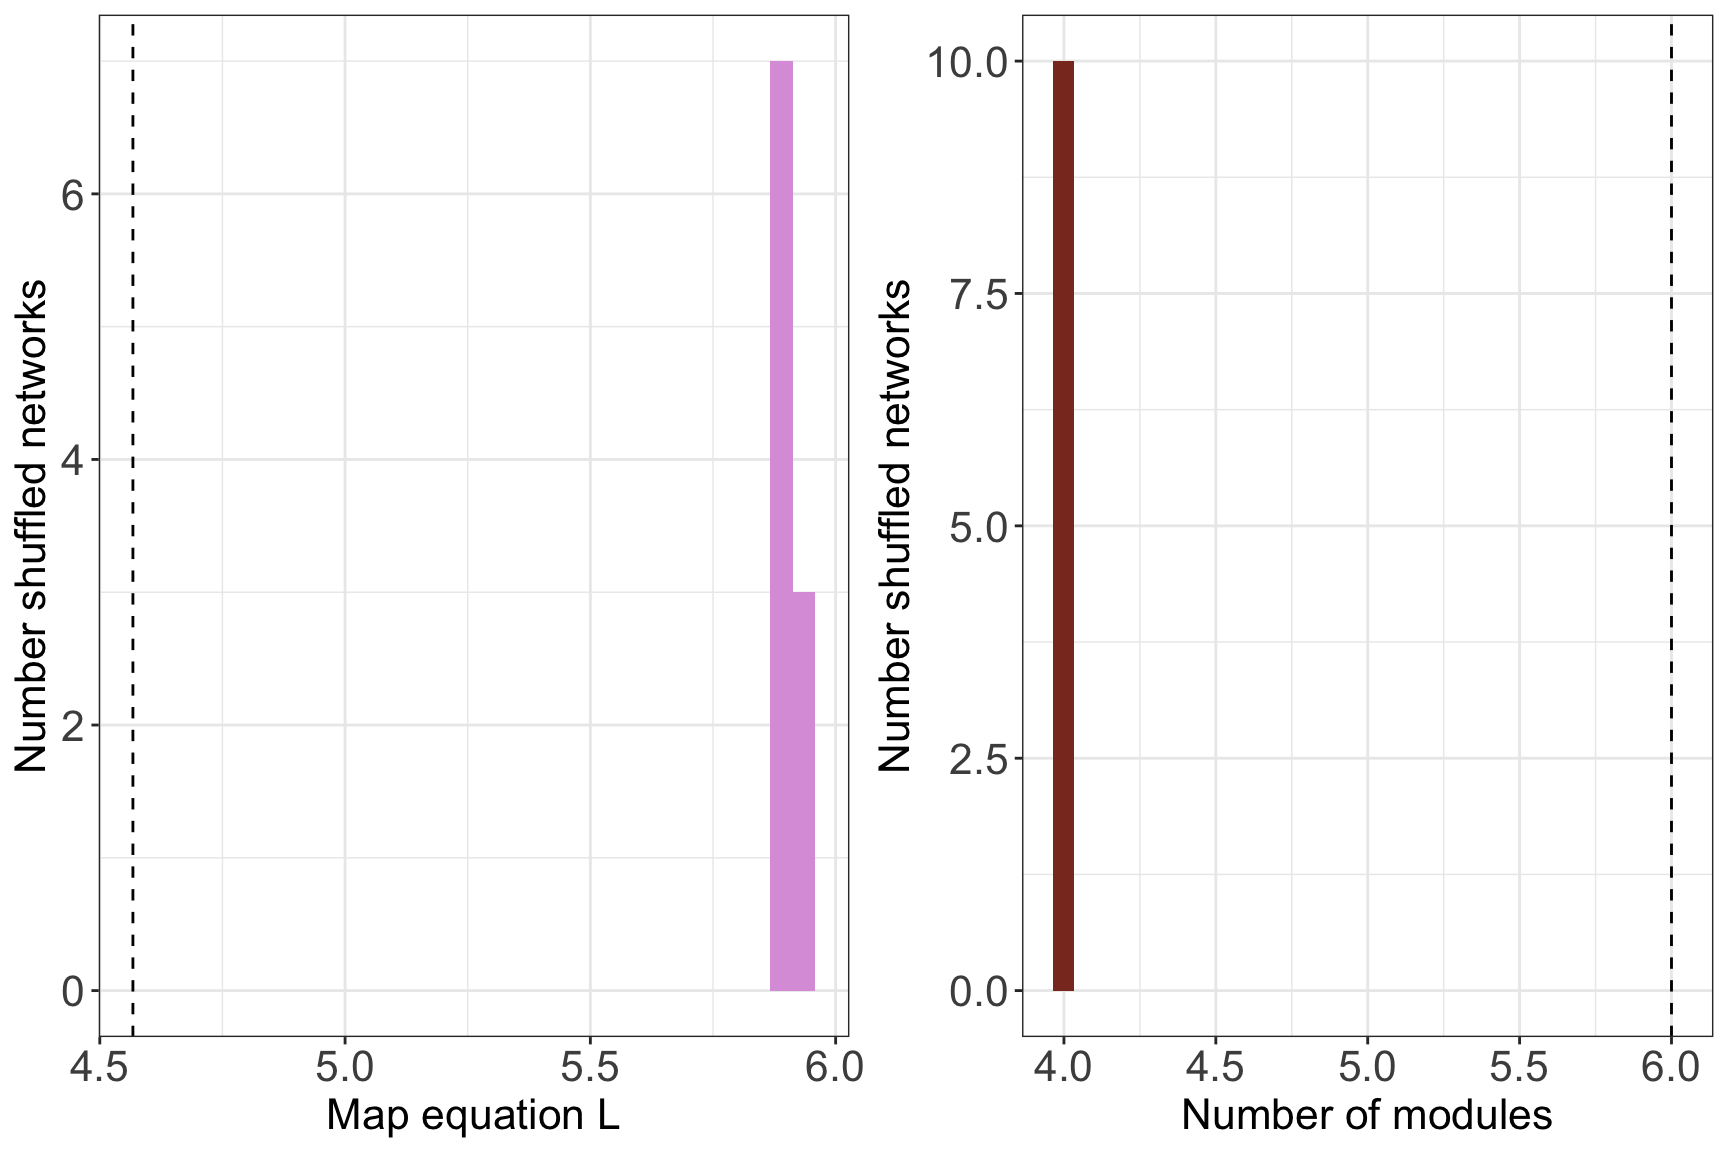 Number shuffled networks
6
4
2
0
4.5 5.0 5.5 6.0
Map equation L
Number shuffled networks
10.0
7.5
5.0
2.5
0.0
4.0 4.5 5.0 5.5 6.0
Number of modules